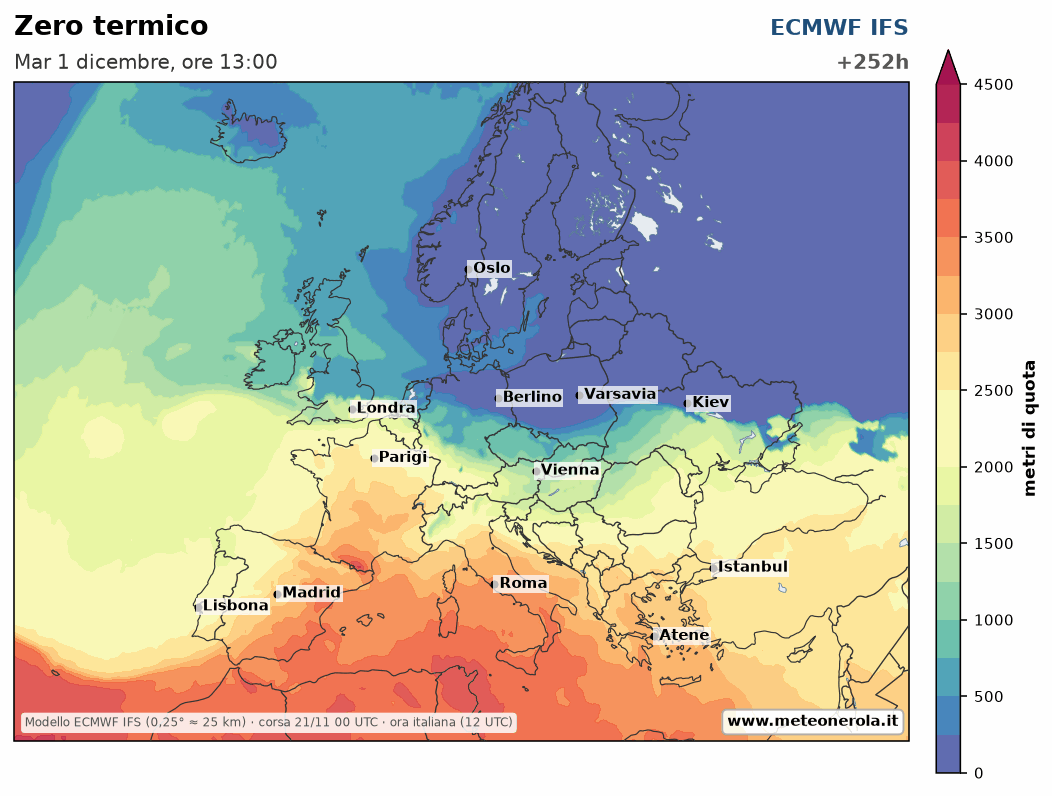 Zero termico
ECMWF IFS
Mar 1 dicembre, ore 13:00
+252h
4500
4000
3500
3000
2500
2000
1500
1000
500
0
metri di quota
Oslo
Berlino
Varsavia
Kiev
Londra
Parigi
Vienna
Istanbul
Roma
Madrid
Lisbona
Atene
Modello ECMWF IFS (0,25° ≈ 25 km) · corsa 21/11 00 UTC · ora italiana (12 UTC)
www.meteonerola.it